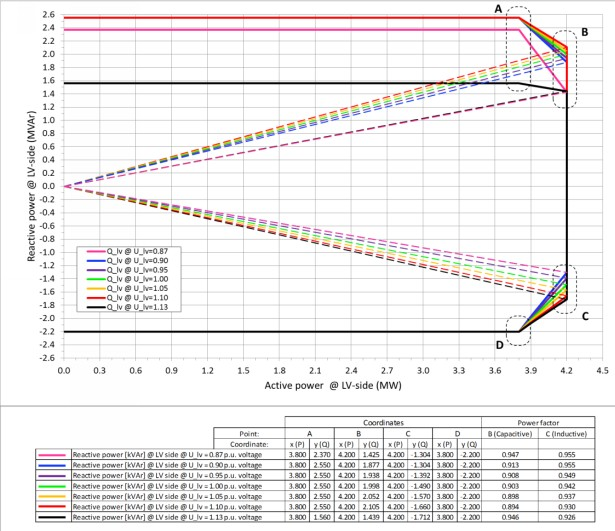 A
B
Reactive power @ LV-side (MVAr)
2.6
2.4
2.2
2.0
1.8
1.6
1.4
1.2
1.0
0.8
0.6
0.4
0.2
0.0
-0.2
-0.4
-0.6
-0.8
-1.0
-1.2
-1.4
-1.6
-1.8
-2.0
-2.2
-2.4
-2.6
Q_lv @ U_lv=0.87
Q_lv @ U_lv=0.90
Q_lv @ U_lv=0.95
Q_lv @ U_lv=1.00
Q_lv @ U_lv=1.05
Q_lv @ U_lv=1.10
Q_lv @ U_lv=1.13
C
D
0.0 0.3 0.6 0.9 1.2 1.5 1.8 2.1 2.4 2.7 3.0 3.3 3.6 3.9 4.2 4.5
Active power @ LV-side (MW)
Coordinates Power factor
Point: A B C D B (Capacitive) C (Inductive)
Coordinate: x (P) y (Q) x (P) y (Q) x (P) y (Q) x (P) y (Q)
Reactive power [kVAr] @ LV side @ U_lv = 0.87 p.u. voltage 3.800 2.370 4.200 1.425 4.200 -1.304 3.800 -2.200 0.947 0.955
Reactive power [kVAr] @ LV side @ U_lv = 0.90 p.u. voltage 3.800 2.550 4.200 1.877 4.200 -1.304 3.800 -2.200 0.913 0.955
Reactive power [kVAr] @ LV side @ U_lv = 0.95 p.u. voltage 3.800 2.550 4.200 1.938 4.200 -1.392 3.800 -2.200 0.908 0.949
Reactive power [kVAr] @ LV side @ U_lv = 1.00 p.u. voltage 3.800 2.550 4.200 1.998 4.200 -1.490 3.800 -2.200 0.903 0.942
Reactive power [kVAr] @ LV side @ U_lv = 1.05 p.u. voltage 3.800 2.550 4.200 2.052 4.200 -1.570 3.800 -2.200 0.898 0.937
Reactive power [kVAr] @ LV side @ U_lv = 1.10 p.u. voltage 3.800 2.550 4.200 2.105 4.200 -1.660 3.800 -2.200 0.894 0.930
Reactive power [kVAr] @ LV side @ U_lv = 1.13 p.u. voltage 3.800 1.560 4.200 1.439 4.200 -1.712 3.800 -2.200 0.946 0.926